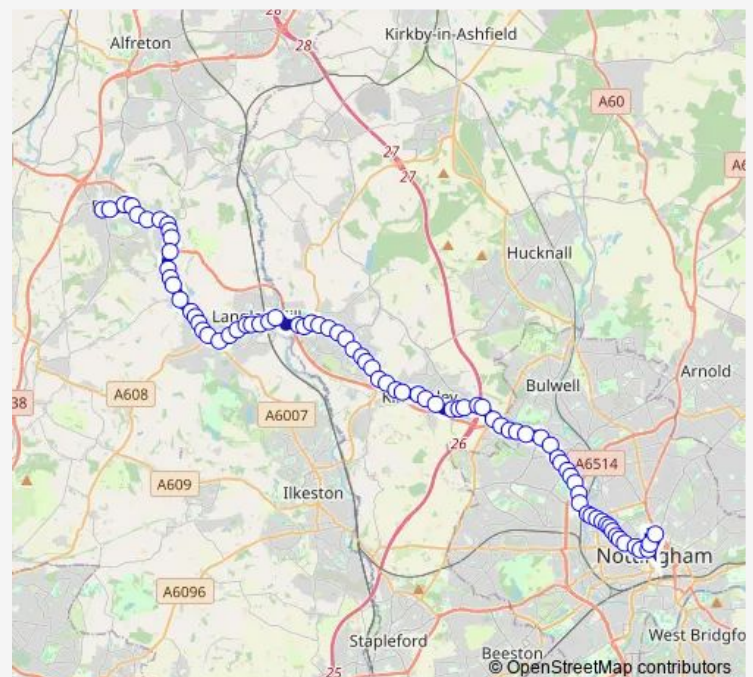 28
Alfreton
28
Kirkby-in-Ashfield
A60
27
27
Hucknall
38
A608
A6007
Bulwell
Arnold
26
A6514
A609
Ilkeston
Nottingham
A6096
Stapleford
West Bridgfo
Beeston
25
© OpenStreetMap contributors